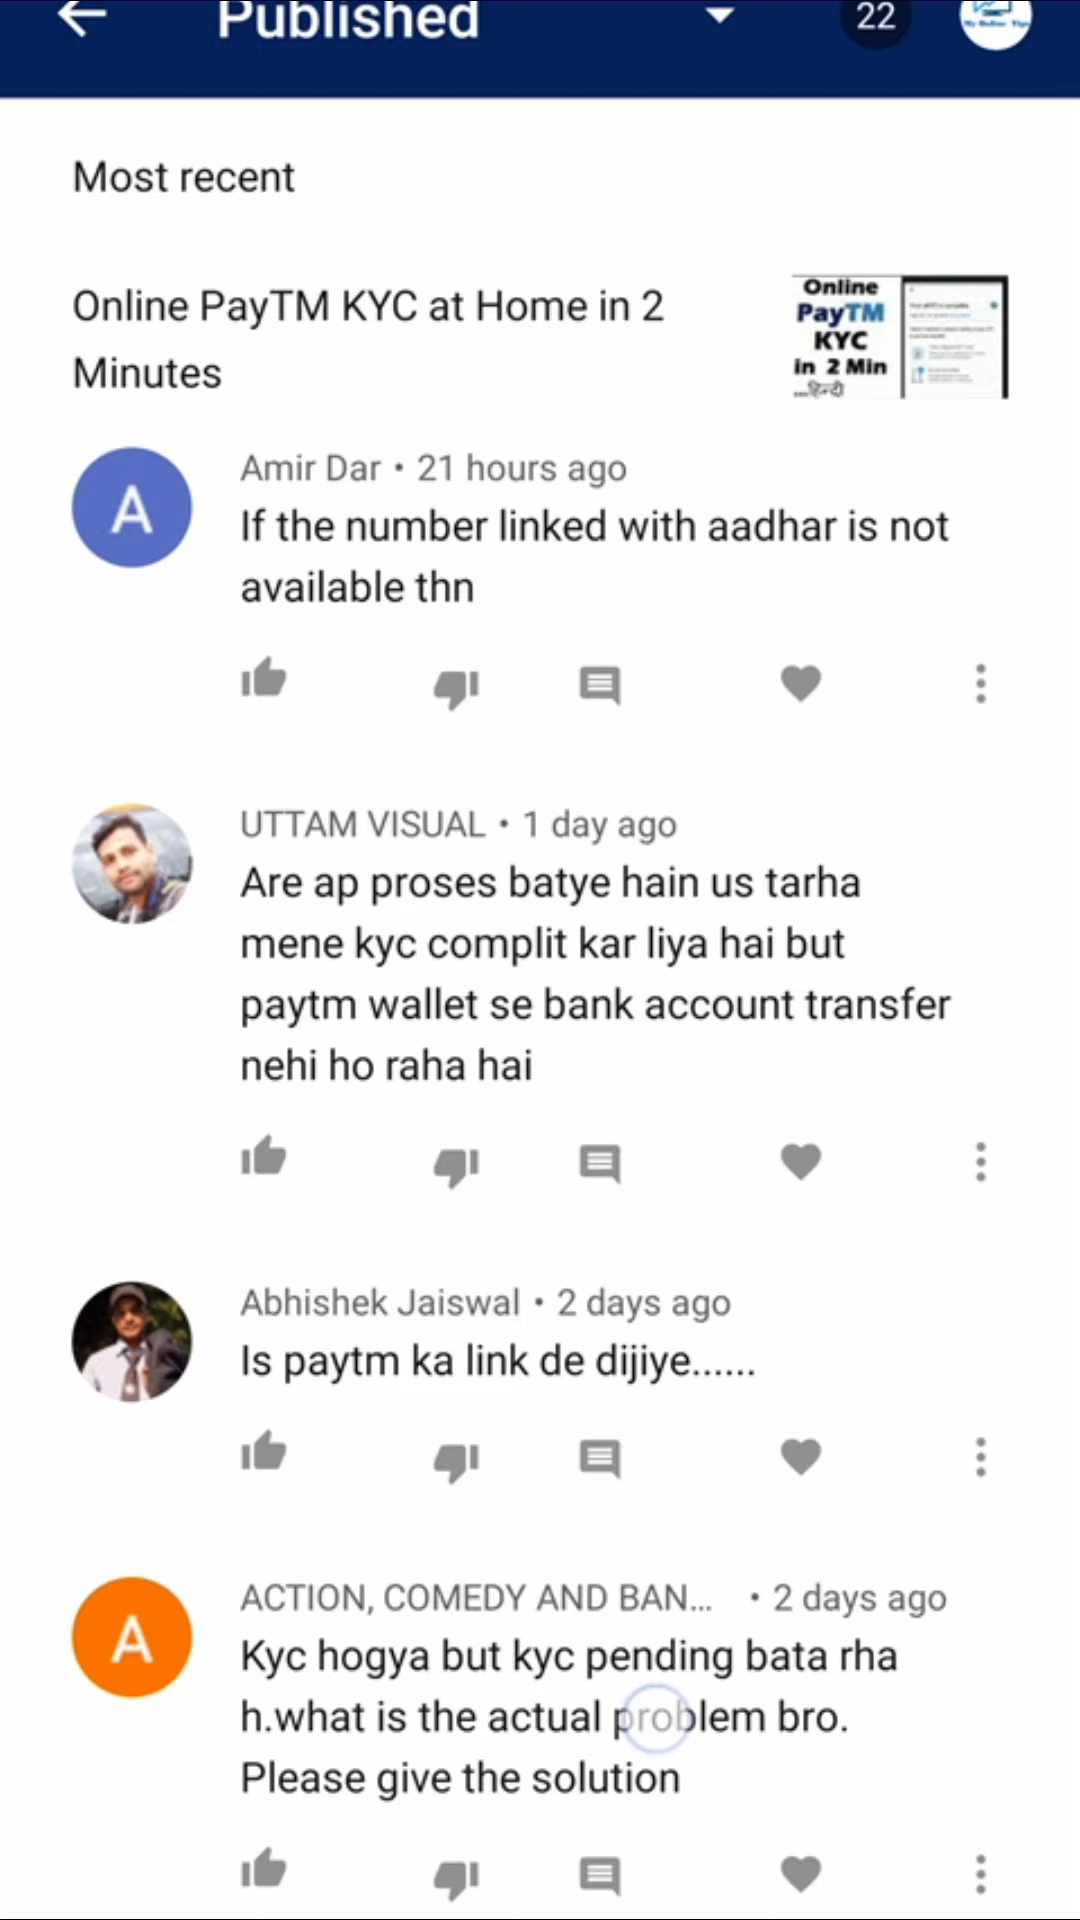 Published
22
Most recent
Online PayTM KYC at Home in 2
Minutes
Online
PayTM
KYC
in 2 Min
...हिन्दी
A
Amir Dar • 21 hours ago
If the number linked with aadhar is not
available thn
UTTAM VISUAL • 1 day ago
Are ap proses batye hain us tarha
mene kyc complit kar liya hai but
paytm wallet se bank account transfer
nehi ho raha hai
Abhishek Jaiswal • 2 days ago
Is paytm ka link de dijiye......
A
ACTION, COMEDY AND BAN... • 2 days ago
Kyc hogya but kyc pending bata rha
h.what is the actual problem bro.
Please give the solution